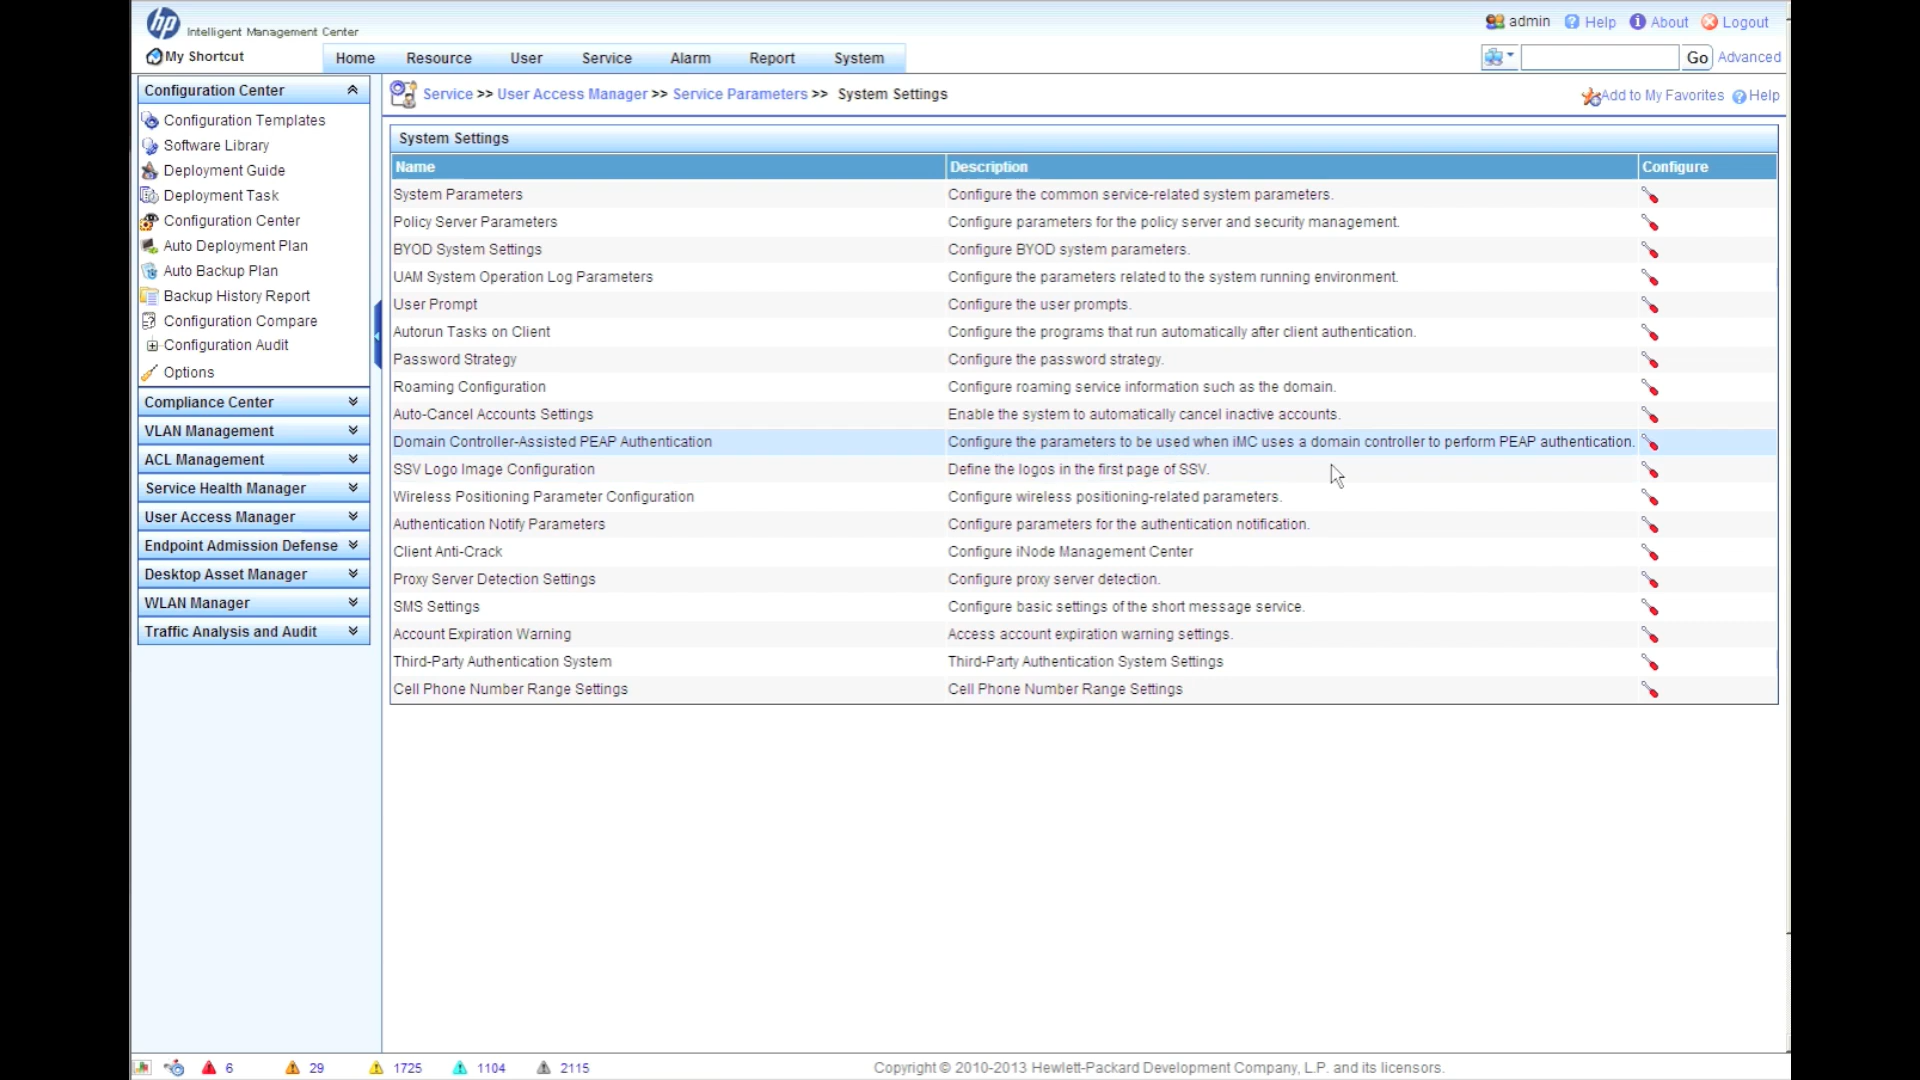 hp Intelligent Management Center
admin Help About Logout
My Shortcut
Home Resource User Service Alarm Report System
Go Advanced
Configuration Center
Configuration Templates
Software Library
Deployment Guide
Deployment Task
Configuration Center
Auto Deployment Plan
Auto Backup Plan
Backup History Report
Configuration Compare
Configuration Audit
Options
Compliance Center
VLAN Management
ACL Management
Service Health Manager
User Access Manager
Endpoint Admission Defense
Desktop Asset Manager
WLAN Manager
Traffic Analysis and Audit
Service >> User Access Manager >> Service Parameters >> System Settings
Add to My Favorites Help
System Settings
Name Description Configure
System Parameters Configure the common service-related system parameters.
Policy Server Parameters Configure parameters for the policy server and security management.
BYOD System Settings Configure BYOD system parameters.
UAM System Operation Log Parameters Configure the parameters related to the system running environment.
User Prompt Configure the user prompts.
Autorun Tasks on Client Configure the programs that run automatically after client authentication.
Password Strategy Configure the password strategy.
Roaming Configuration Configure roaming service information such as the domain.
Auto-Cancel Accounts Settings Enable the system to automatically cancel inactive accounts.
Domain Controller-Assisted PEAP Authentication Configure the parameters to be used when iMC uses a domain controller to perform PEAP authentication.
SSV Logo Image Configuration Define the logos in the first page of SSV.
Wireless Positioning Parameter Configuration Configure wireless positioning-related parameters.
Authentication Notify Parameters Configure parameters for the authentication notification.
Client Anti-Crack Configure iNode Management Center
Proxy Server Detection Settings Configure proxy server detection.
SMS Settings Configure basic settings of the short message service.
Account Expiration Warning Access account expiration warning settings.
Third-Party Authentication System Third-Party Authentication System Settings
Cell Phone Number Range Settings Cell Phone Number Range Settings
6 29 1725 1104 2115
Copyright © 2010-2013 Hewlett-Packard Development Company, L.P. and its licensors.